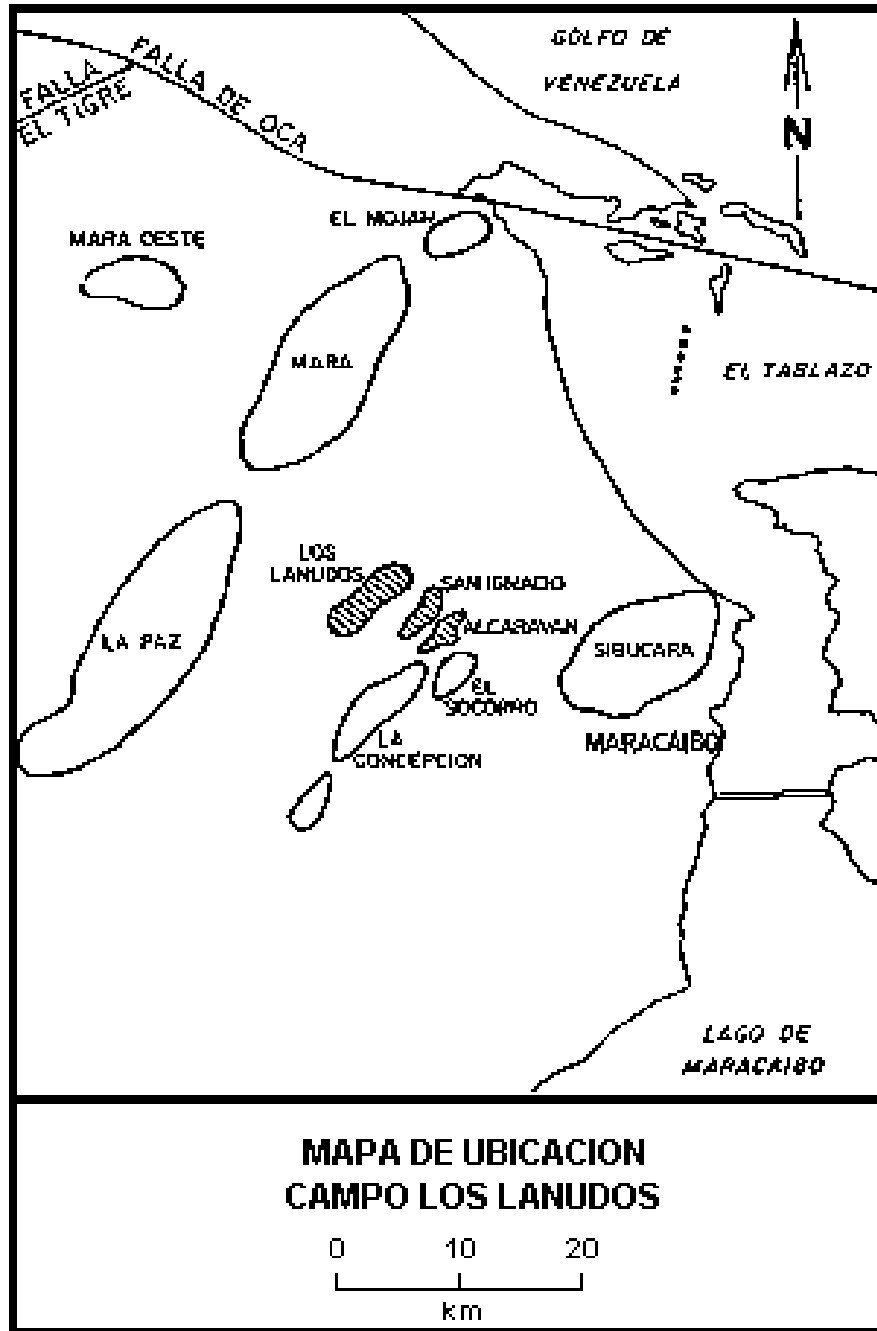 GOLFO DE
VENEZUELA
FALLA
EL TIGRE
FALLA DE OCA
N
EL MOJAN
MARA OESTE
MARA
EL TABLAZO
LOS
LANUDOS
SAN IGNACIO
ALCARAVAN
LA PAZ
SIBUCARA
EL
SOCORRO
LA
CONCEPCION
MARACAIBO
LAGO DE
MARACAIBO
MAPA DE UBICACION
CAMPO LOS LANUDOS
0 10 20
km